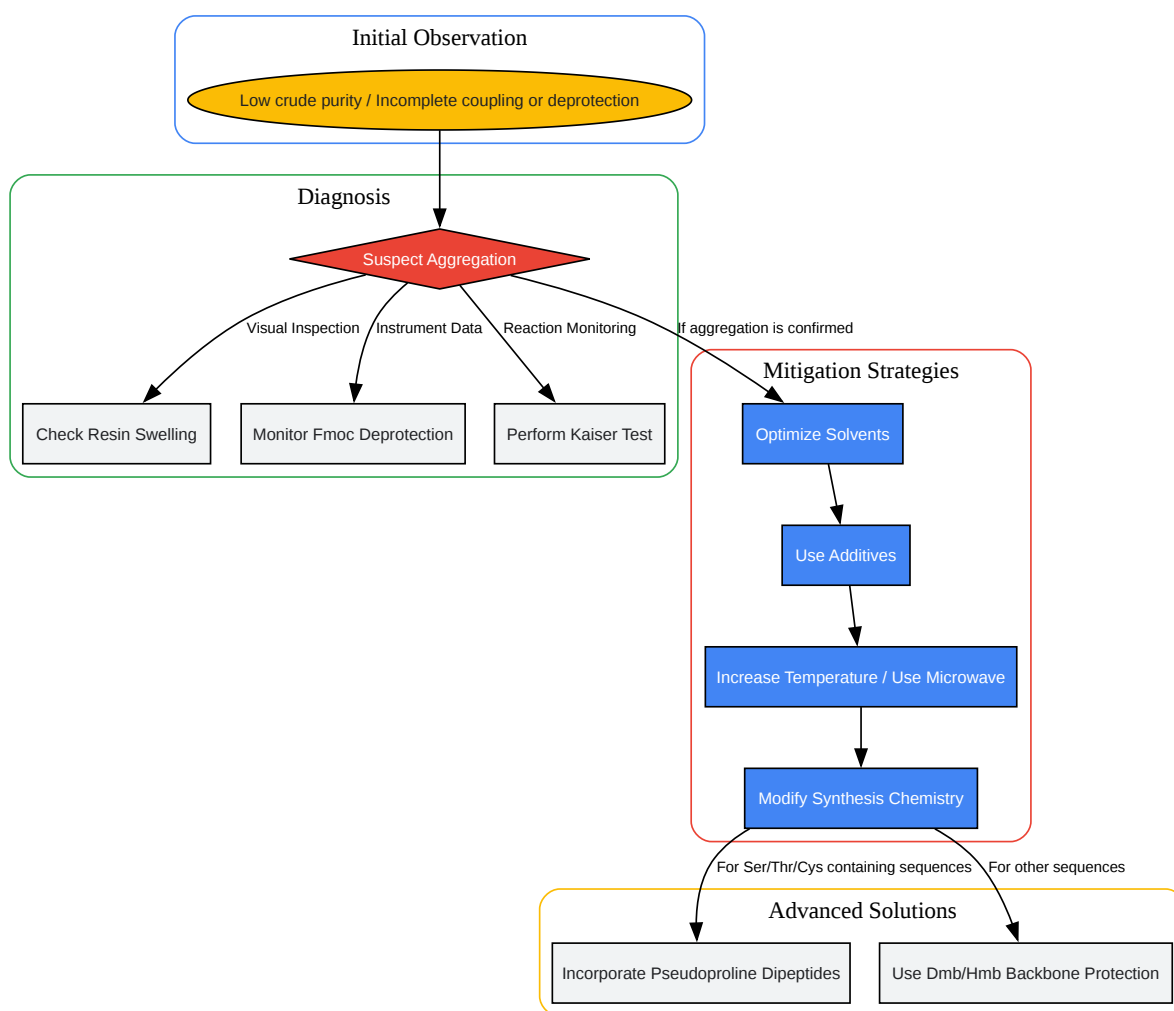 Initial Observation
Low crude purity / Incomplete coupling or deprotection
Diagnosis
Suspect Aggregation
Visual Inspection
Instrument Data
Reaction Monitoring
If aggregation is confirmed
Check Resin Swelling
Monitor Fmoc Deprotection
Perform Kaiser Test
Mitigation Strategies
Optimize Solvents
Use Additives
Increase Temperature / Use Microwave
Modify Synthesis Chemistry
For Ser/Thr/Cys containing sequences
For other sequences
Advanced Solutions
Incorporate Pseudoproline Dipeptides
Use Dmb/Hmb Backbone Protection